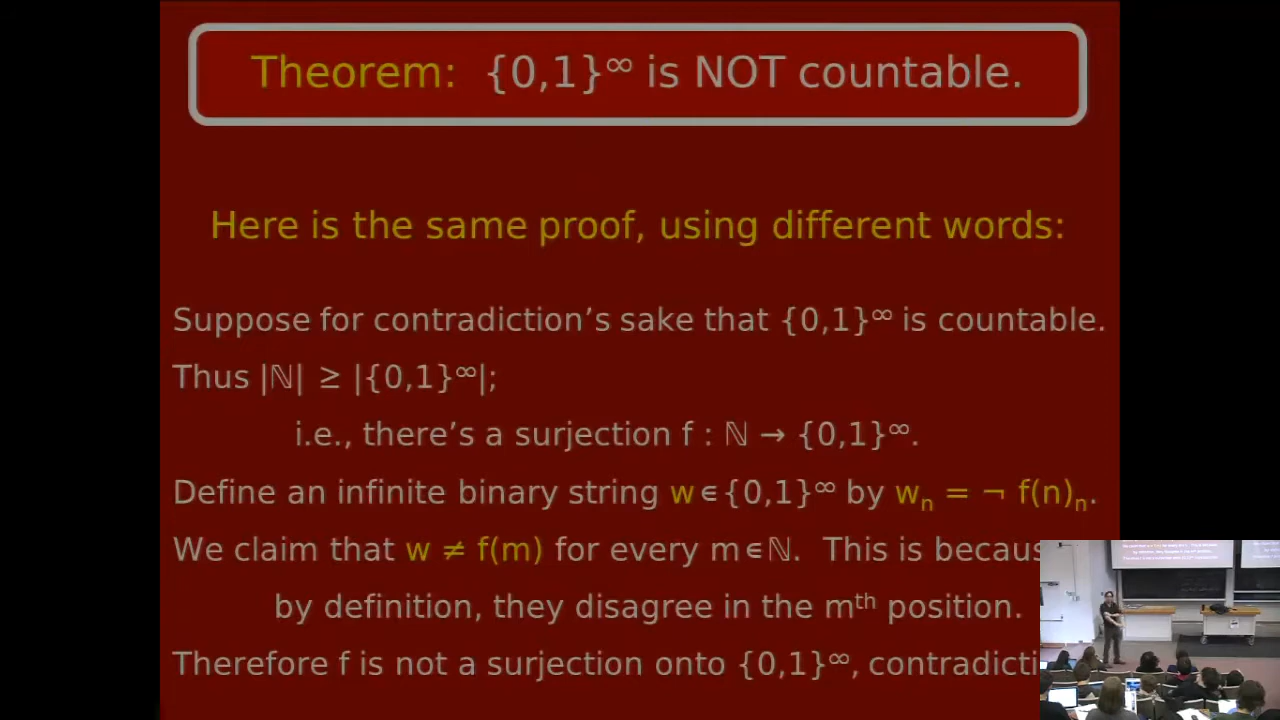 Theorem: {0,1}^∞ is NOT countable.
Here is the same proof, using different words:
Suppose for contradiction’s sake that {0,1}^∞ is countable.
Thus |ℕ| ≥ |{0,1}^∞|;
i.e., there’s a surjection f : ℕ → {0,1}^∞.
Define an infinite binary string w∊{0,1}^∞ by w_n = ¬ f(n)_n.
We claim that w ≠ f(m) for every m∊ℕ. This is becaus
by definition, they disagree in the m^th position.
Therefore f is not a surjection onto {0,1}^∞, contradicti